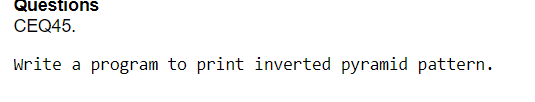 Questions
CEQ45.
Write a program to print inverted pyramid pattern.